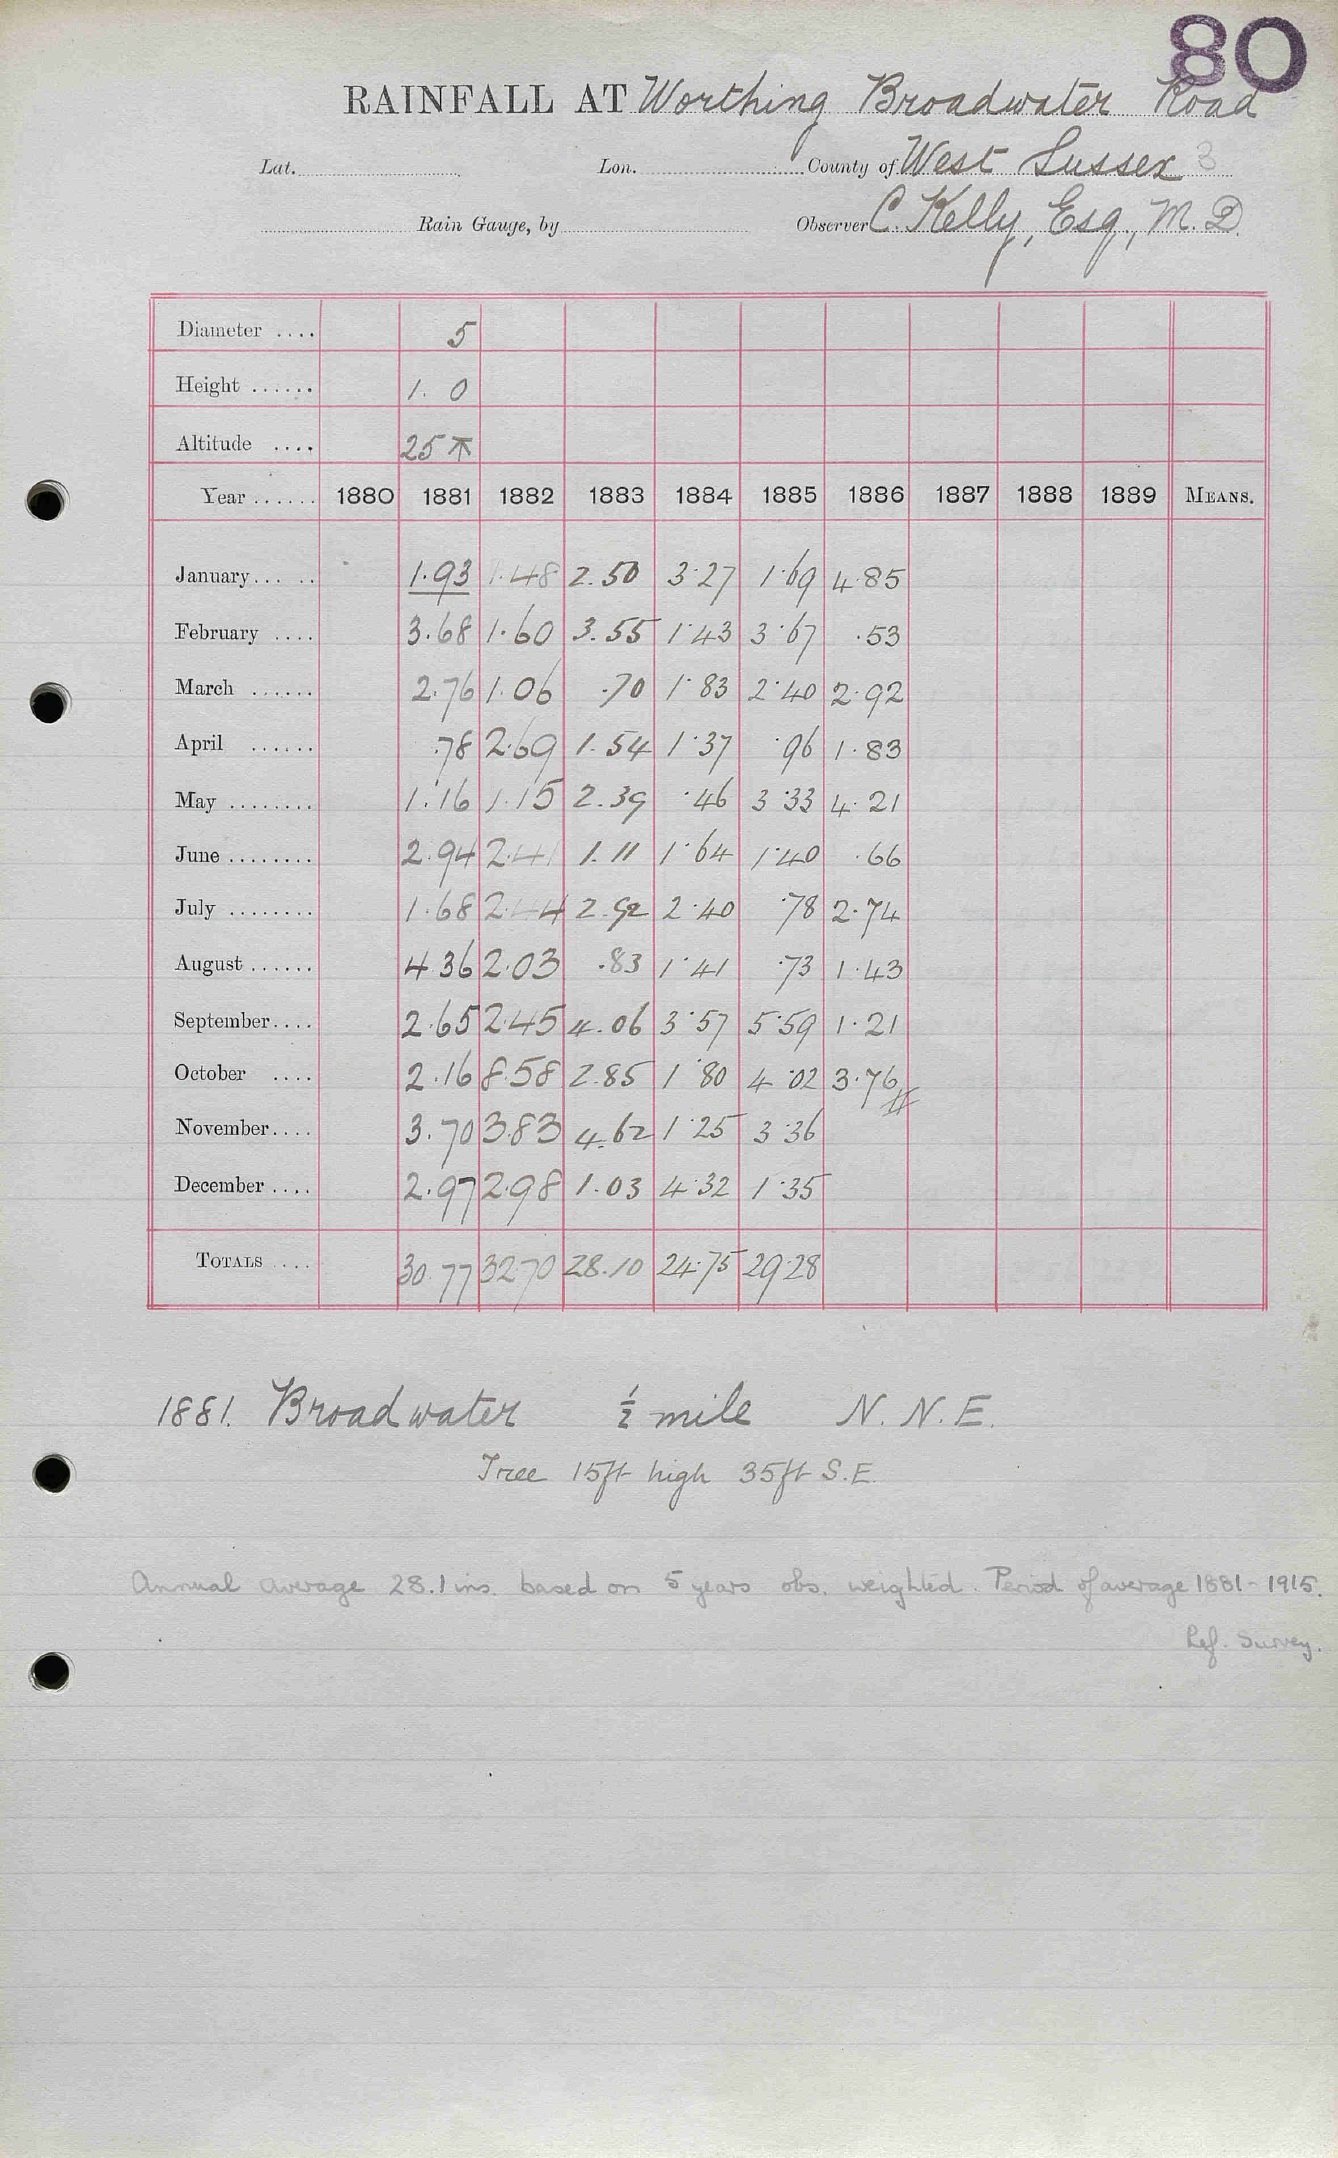 80
RAINFALL AT Worthing Broadwater Road
Lat. Lon. County of West Sussex 3
Rain Gauge, by Observer C. Kelly, Esq., M.D.
Diameter .... 5
Height ...... 1. 0
Altitude .... 25
Year ...... 1880 1881 1882 1883 1884 1885 1886 1887 1888 1889 MEANS.
January... .. 1.93 1.48 2.50 3.27 1.69 4.85
February .... 3.68 1.60 3.55 1.43 3.67 .53
March ...... 2.76 1.06 .70 1.83 2.40 2.92
April ...... .78 2.69 1.54 1.37 .96 1.83
May ........ 1.16 1.15 2.39 .46 3.33 4.21
June ........ 2.94 2.41 1.11 1.64 1.40 .66
July ........ 1.68 2.44 2.92 2.40 .78 2.74
August ...... 4.36 2.03 .83 1.41 .73 1.43
September.... 2.65 2.45 4.06 3.57 5.59 1.21
October .... 2.16 8.58 2.85 1.80 4.02 3.76
November.... 3.70 3.83 4.62 1.25 3.36
December .... 2.97 2.98 1.03 4.32 1.35
TOTALS .... 30.77 32.70 28.10 24.75 29.28
1881. Broadwater ½ mile N. N. E.
Tree 15ft high 35ft S.E.
Annual average 28.1 ins. based on 5 years obs. weighted. Period of average 1881-1915.
Ref. Survey.